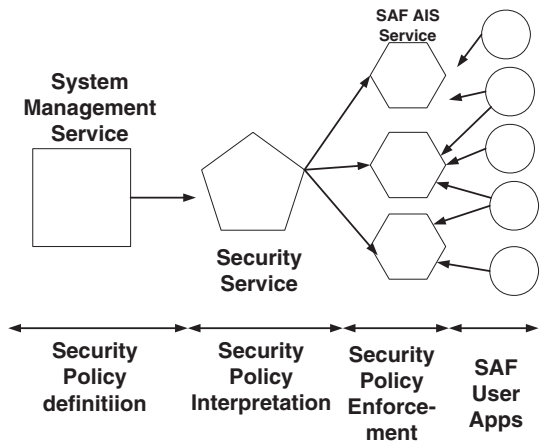 SAF AIS
Service
System
Management
Service
Security
Service
Security
Policy
definitiion
Security
Policy
Interpretation
Security
Policy
Enforce-
ment
SAF
User
Apps